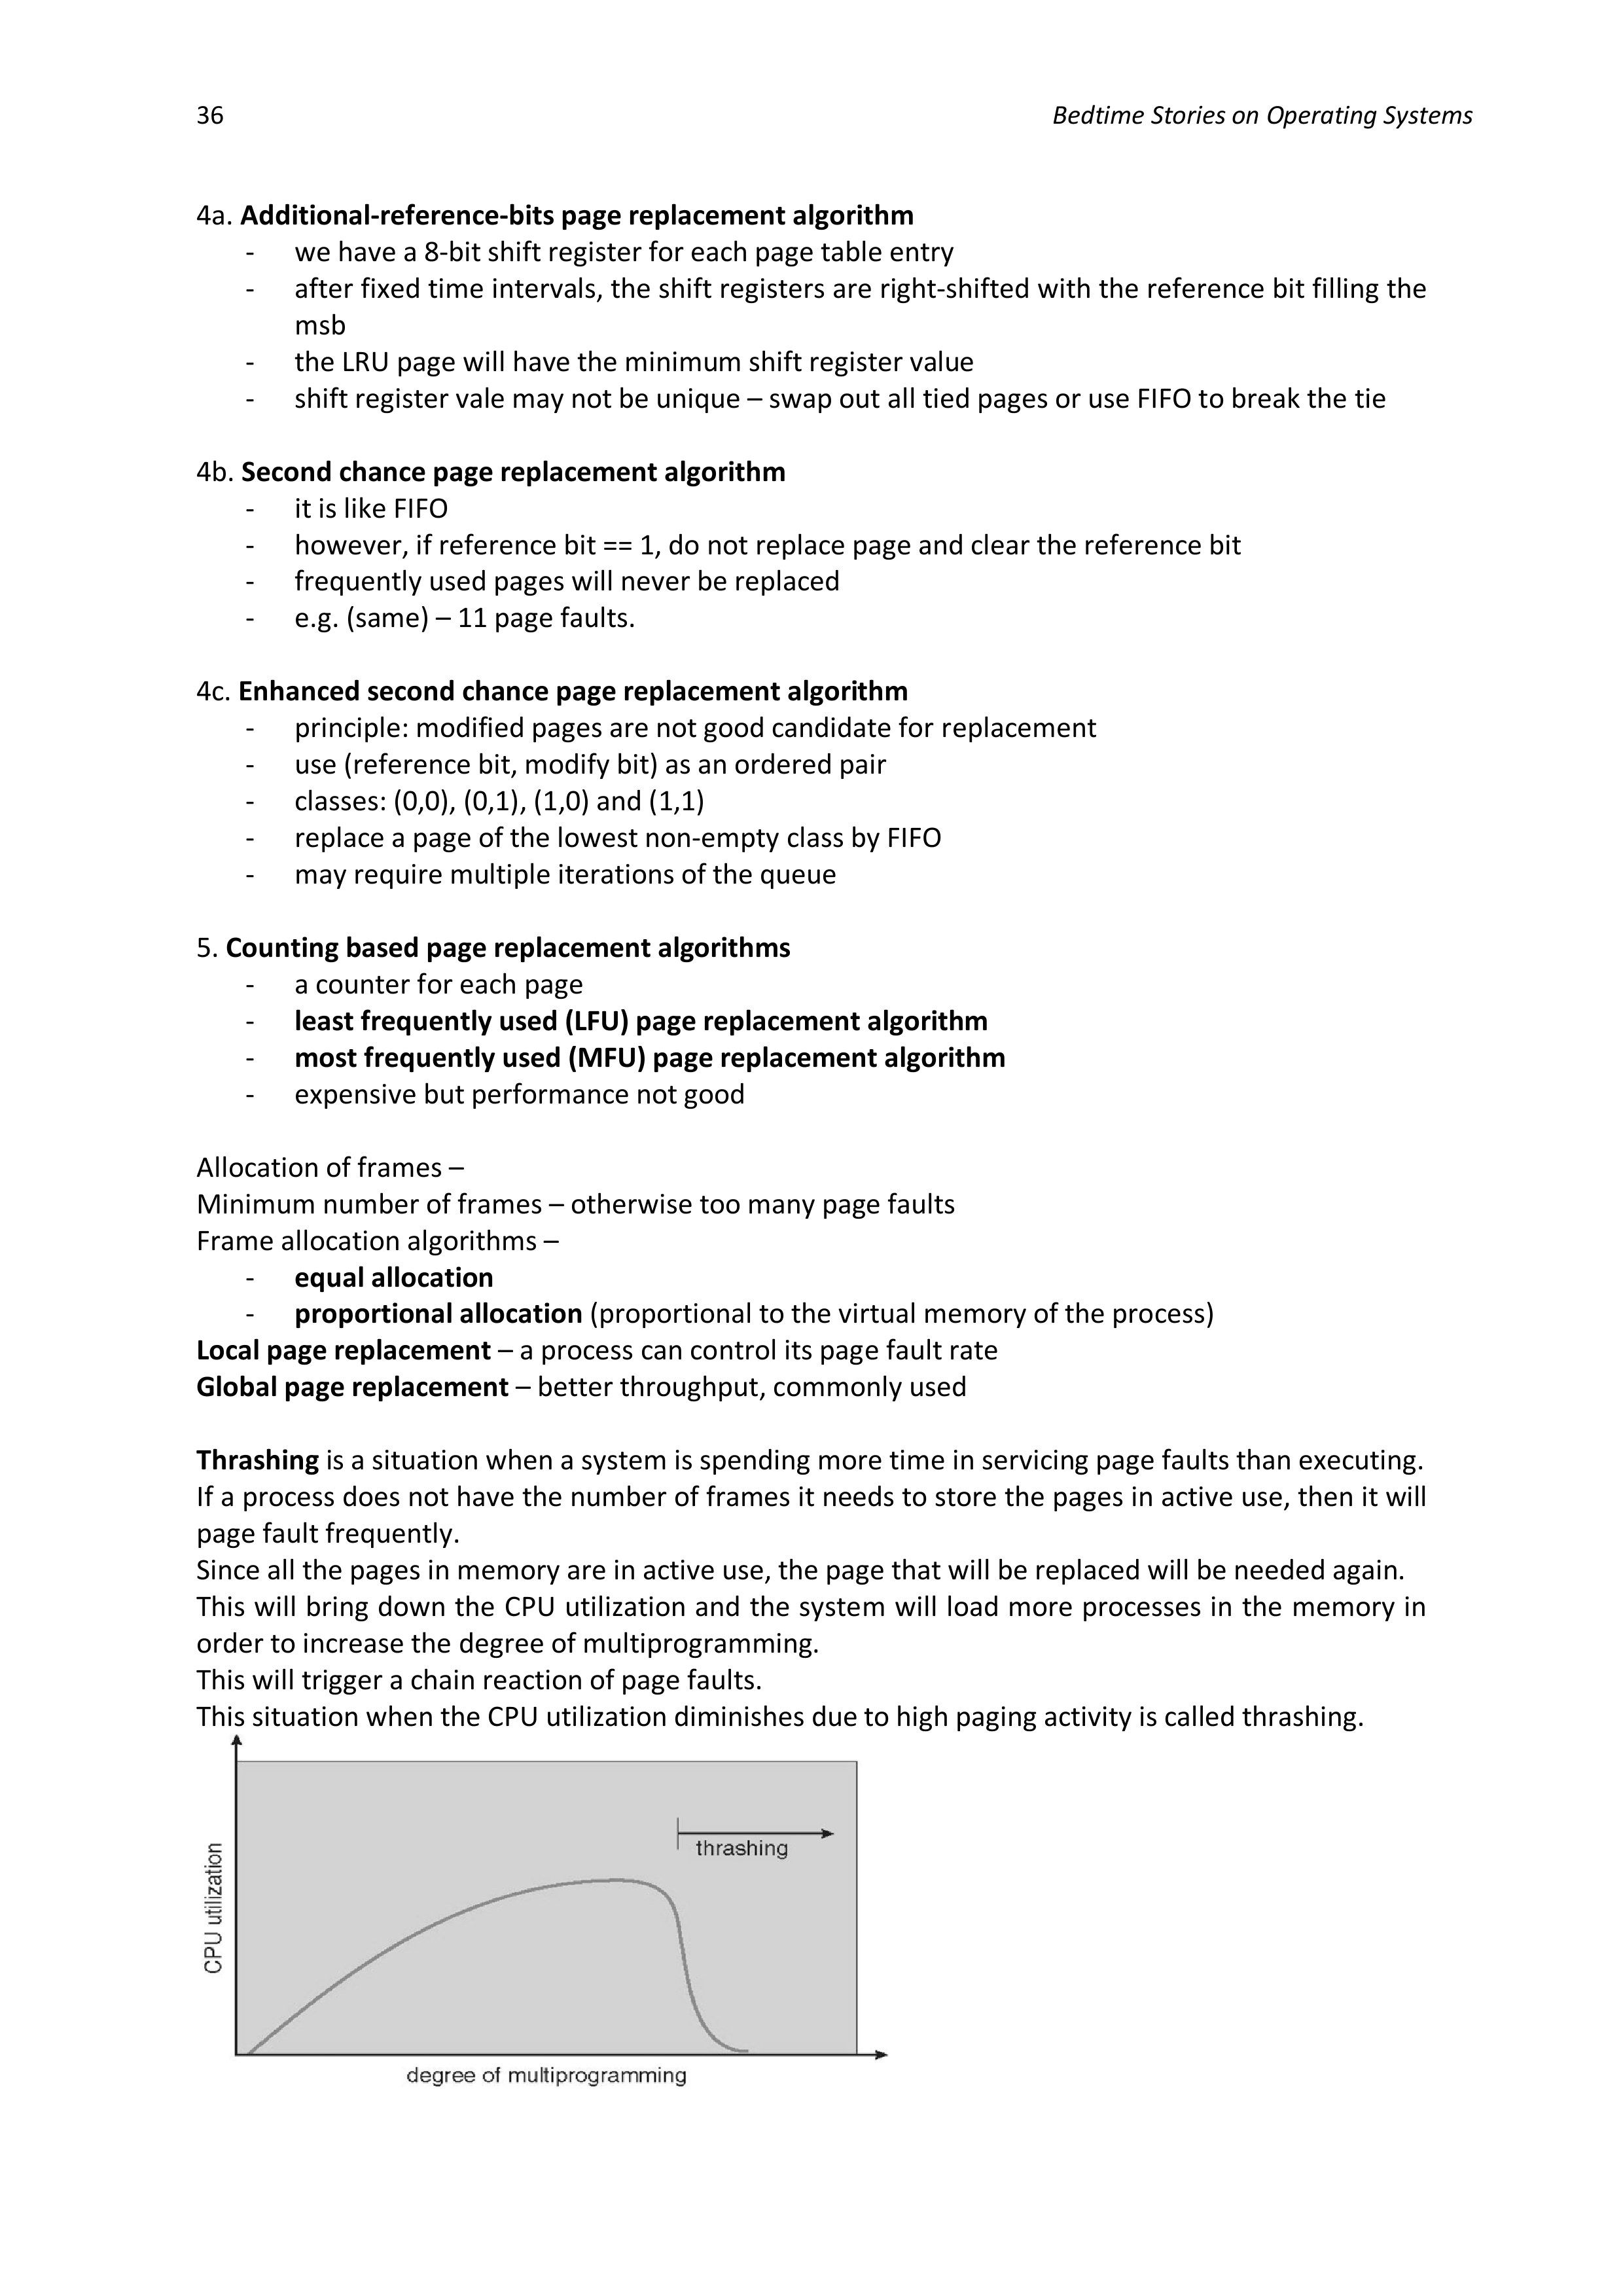 36 Bedtime Stories on Operating Systems
4a. Additional-reference-bits page replacement algorithm
- we have a 8-bit shift register for each page table entry
- after fixed time intervals, the shift registers are right-shifted with the reference bit filling the
msb
- the LRU page will have the minimum shift register value
- shift register vale may not be unique – swap out all tied pages or use FIFO to break the tie
4b. Second chance page replacement algorithm
- it is like FIFO
- however, if reference bit == 1, do not replace page and clear the reference bit
- frequently used pages will never be replaced
- e.g. (same) – 11 page faults.
4c. Enhanced second chance page replacement algorithm
- principle: modified pages are not good candidate for replacement
- use (reference bit, modify bit) as an ordered pair
- classes: (0,0), (0,1), (1,0) and (1,1)
- replace a page of the lowest non-empty class by FIFO
- may require multiple iterations of the queue
5. Counting based page replacement algorithms
- a counter for each page
- least frequently used (LFU) page replacement algorithm
- most frequently used (MFU) page replacement algorithm
- expensive but performance not good
Allocation of frames –
Minimum number of frames – otherwise too many page faults
Frame allocation algorithms –
- equal allocation
- proportional allocation (proportional to the virtual memory of the process)
Local page replacement – a process can control its page fault rate
Global page replacement – better throughput, commonly used
Thrashing is a situation when a system is spending more time in servicing page faults than executing.
If a process does not have the number of frames it needs to store the pages in active use, then it will
page fault frequently.
Since all the pages in memory are in active use, the page that will be replaced will be needed again.
This will bring down the CPU utilization and the system will load more processes in the memory in
order to increase the degree of multiprogramming.
This will trigger a chain reaction of page faults.
This situation when the CPU utilization diminishes due to high paging activity is called thrashing.
thrashing
CPU utilization
degree of multiprogramming